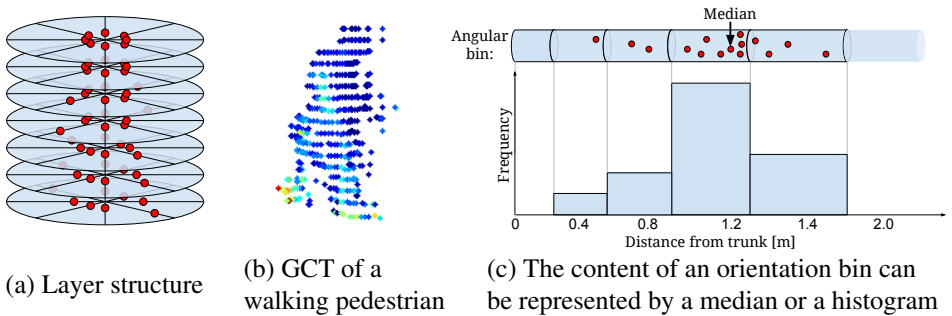 Median
Angular
bin:
Frequency
0 0.4 0.8 1.2 1.4 2.0
Distance from trunk [m]
(a) Layer structure
(b) GCT of a
walking pedestrian
(c) The content of an orientation bin can
be represented by a median or a histogram